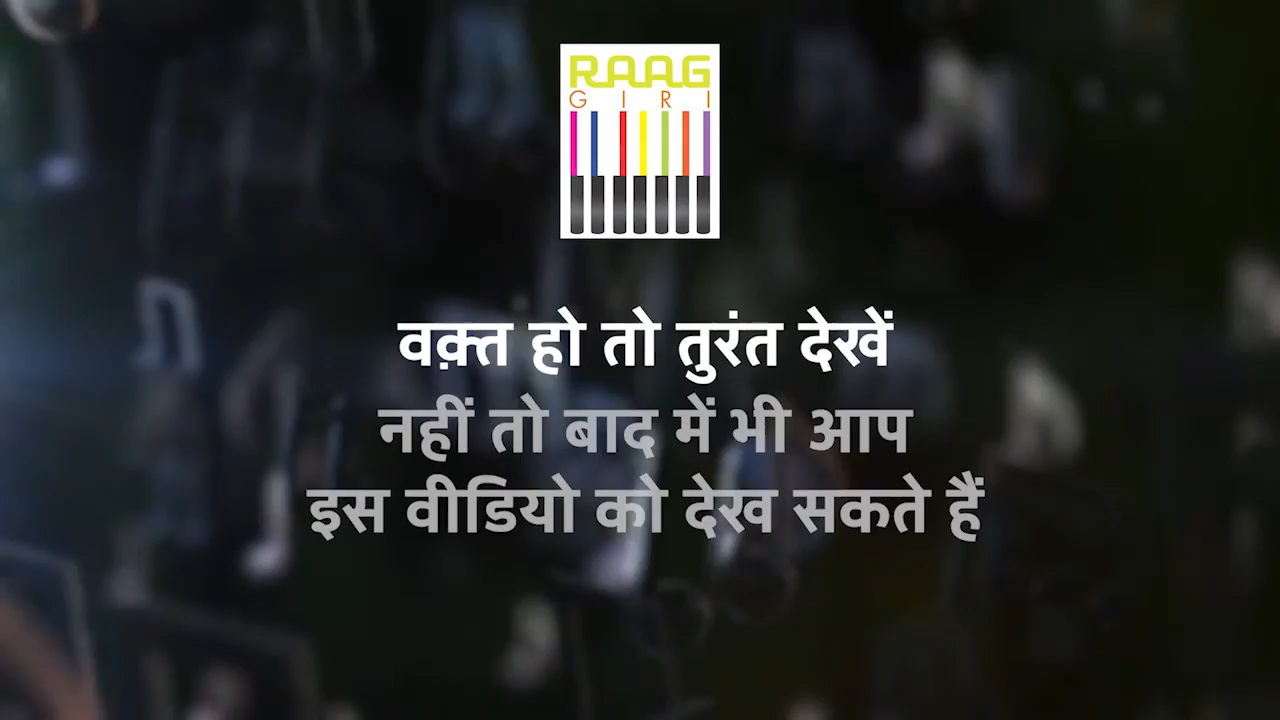 RAAG
GIRI
वक़्त हो तो तुरंत देखें
नहीं तो बाद में भी आप
इस वीडियो को देख सकते हैं